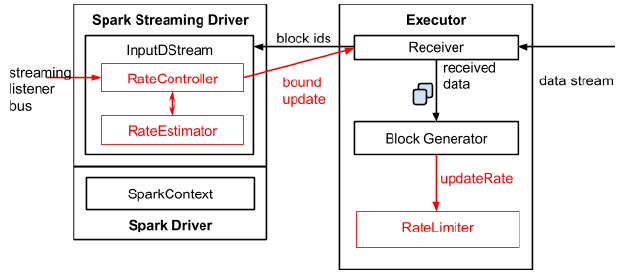 Spark Streaming Driver
Executor
InputDStream
block ids
Receiver
streaming
listener
bus
RateController
bound
update
received
data
data stream
RateEstimator
Block Generator
updateRate
SparkContext
RateLimiter
Spark Driver